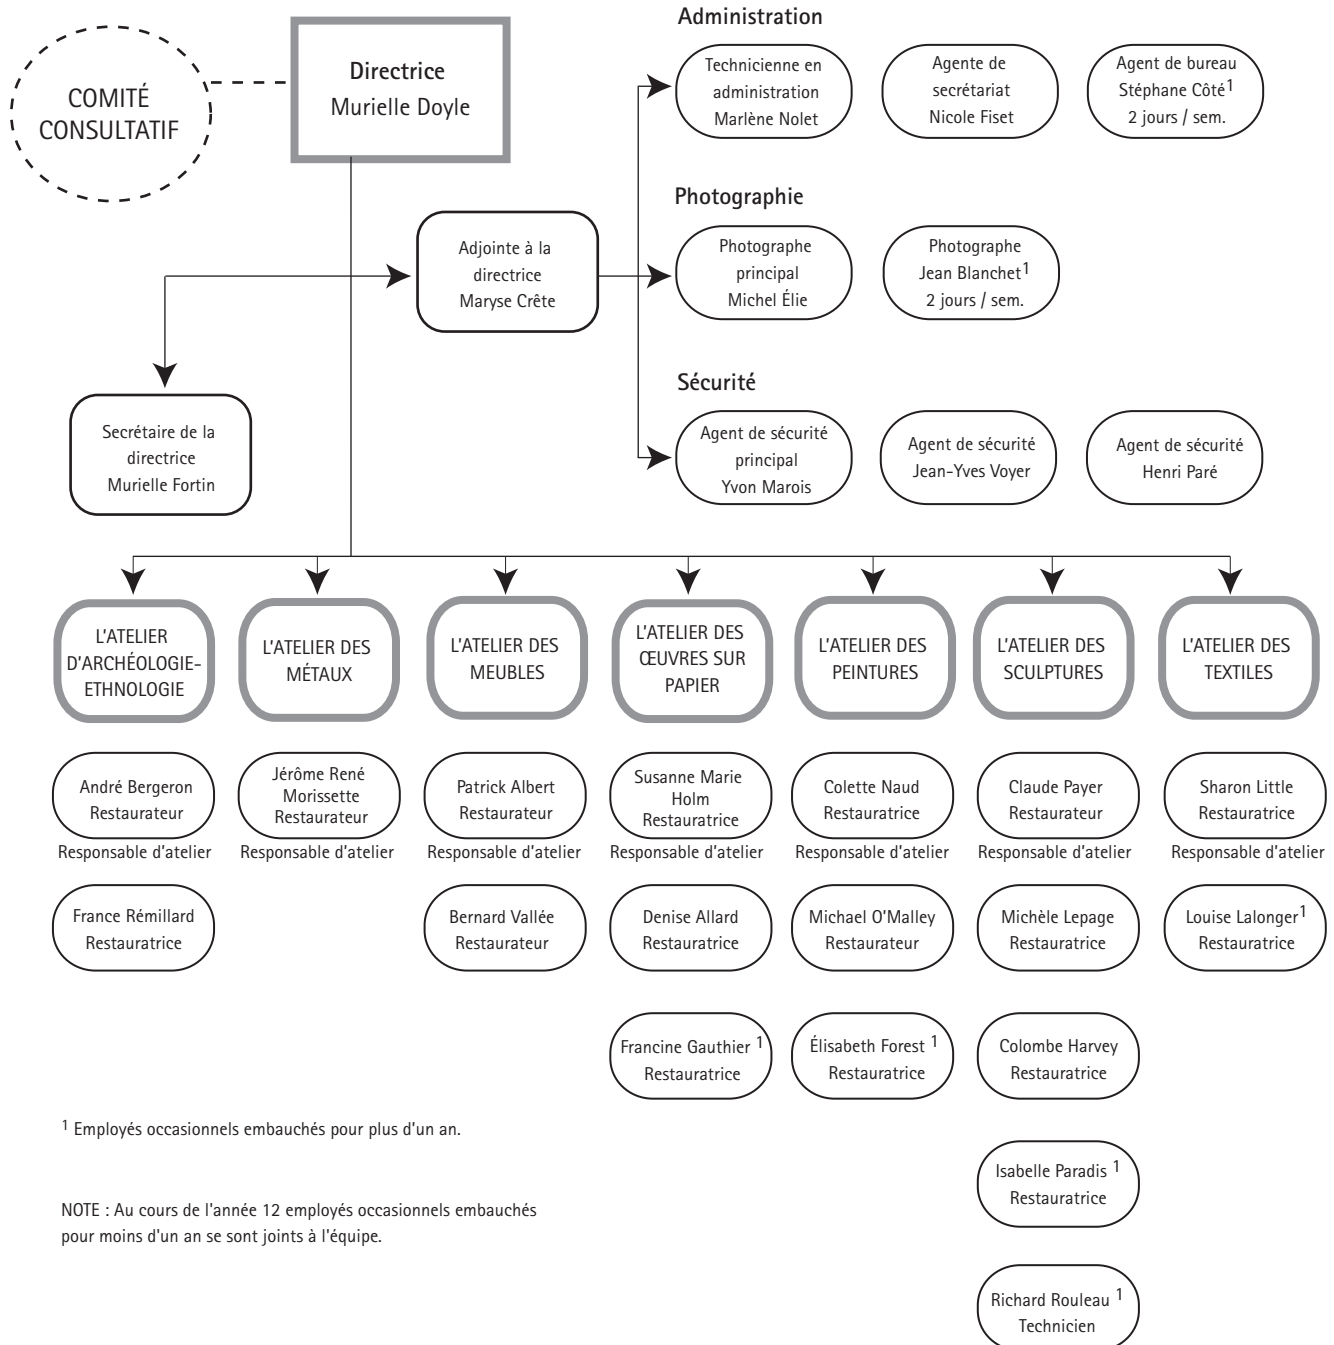 COMITÉ
CONSULTATIF
Directrice
Murielle Doyle
Administration
Technicienne en
administration
Marlène Nolet
Agente de
secrétariat
Nicole Fiset
Agent de bureau
Stéphane Côté1
2 jours / sem.
Photographie
Adjointe à la
directrice
Maryse Crête
Photographe
principal
Michel Élie
Photographe
Jean Blanchet1
2 jours / sem.
Sécurité
Secrétaire de la
directrice
Murielle Fortin
Agent de sécurité
principal
Yvon Marois
Agent de sécurité
Jean-Yves Voyer
Agent de sécurité
Henri Paré
L'ATELIER
D'ARCHÉOLOGIE-
ETHNOLOGIE
L'ATELIER DES
MÉTAUX
L'ATELIER DES
MEUBLES
L'ATELIER DES
ŒUVRES SUR
PAPIER
L'ATELIER DES
PEINTURES
L'ATELIER DES
SCULPTURES
L'ATELIER DES
TEXTILES
André Bergeron
Restaurateur
Responsable d'atelier
Jérôme René
Morissette
Restaurateur
Responsable d'atelier
Patrick Albert
Restaurateur
Responsable d'atelier
Susanne Marie
Holm
Restauratrice
Responsable d'atelier
Colette Naud
Restauratrice
Responsable d'atelier
Claude Payer
Restaurateur
Responsable d'atelier
Sharon Little
Restauratrice
Responsable d'atelier
France Rémillard
Restauratrice
Bernard Vallée
Restaurateur
Denise Allard
Restauratrice
Michael O'Malley
Restaurateur
Michèle Lepage
Restauratrice
Louise Lalonger1
Restauratrice
Francine Gauthier 1
Restauratrice
Élisabeth Forest 1
Restauratrice
Colombe Harvey
Restauratrice
Isabelle Paradis 1
Restauratrice
Richard Rouleau 1
Technicien
1 Employés occasionnels embauchés pour plus d'un an.
NOTE : Au cours de l'année 12 employés occasionnels embauchés
pour moins d'un an se sont joints à l'équipe.